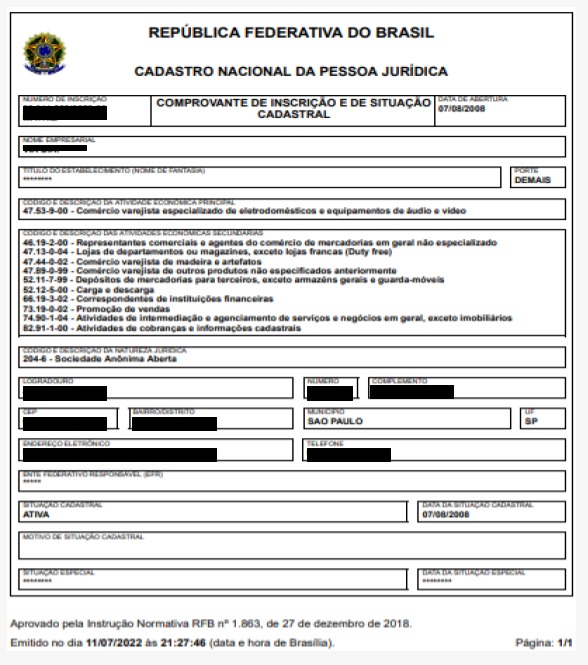 REPÚBLICA FEDERATIVA DO BRASIL
CADASTRO NACIONAL DA PESSOA JURÍDICA
NÚMERO DE INSCRIÇÃO
COMPROVANTE DE INSCRIÇÃO E DE SITUAÇÃO CADASTRAL
DATA DE ABERTURA
07/08/2008
NOME EMPRESARIAL
TÍTULO DO ESTABELECIMENTO (NOME DE FANTASIA)
********
PORTE
DEMAIS
CÓDIGO E DESCRIÇÃO DA ATIVIDADE ECONÔMICA PRINCIPAL
47.53-9-00 - Comércio varejista especializado de eletrodomésticos e equipamentos de áudio e vídeo
CÓDIGO E DESCRIÇÃO DAS ATIVIDADES ECONÔMICAS SECUNDÁRIAS
46.19-2-00 - Representantes comerciais e agentes do comércio de mercadorias em geral não especializado
47.13-0-04 - Lojas de departamentos ou magazines, exceto lojas francas (Duty free)
47.44-0-02 - Comércio varejista de madeira e artefatos
47.89-0-99 - Comércio varejista de outros produtos não especificados anteriormente
52.11-7-99 - Depósitos de mercadorias para terceiros, exceto armazéns gerais e guarda-móveis
52.12-5-00 - Carga e descarga
66.19-3-02 - Correspondentes de instituições financeiras
73.19-0-02 - Promoção de vendas
74.90-1-04 - Atividades de intermediação e agenciamento de serviços e negócios em geral, exceto imobiliários
82.91-1-00 - Atividades de cobranças e informações cadastrais
CÓDIGO E DESCRIÇÃO DA NATUREZA JURÍDICA
204-6 - Sociedade Anônima Aberta
LOGRADOURO
NÚMERO
COMPLEMENTO
CEP
BAIRRO/DISTRITO
MUNICÍPIO
SAO PAULO
UF
SP
ENDEREÇO ELETRÔNICO
TELEFONE
ENTE FEDERATIVO RESPONSÁVEL (EFR)
*****
SITUAÇÃO CADASTRAL
ATIVA
DATA DA SITUAÇÃO CADASTRAL
07/08/2008
MOTIVO DE SITUAÇÃO CADASTRAL
SITUAÇÃO ESPECIAL
********
DATA DA SITUAÇÃO ESPECIAL
********
Aprovado pela Instrução Normativa RFB nº 1.863, de 27 de dezembro de 2018.
Emitido no dia 11/07/2022 às 21:27:46 (data e hora de Brasília).
Página: 1/1